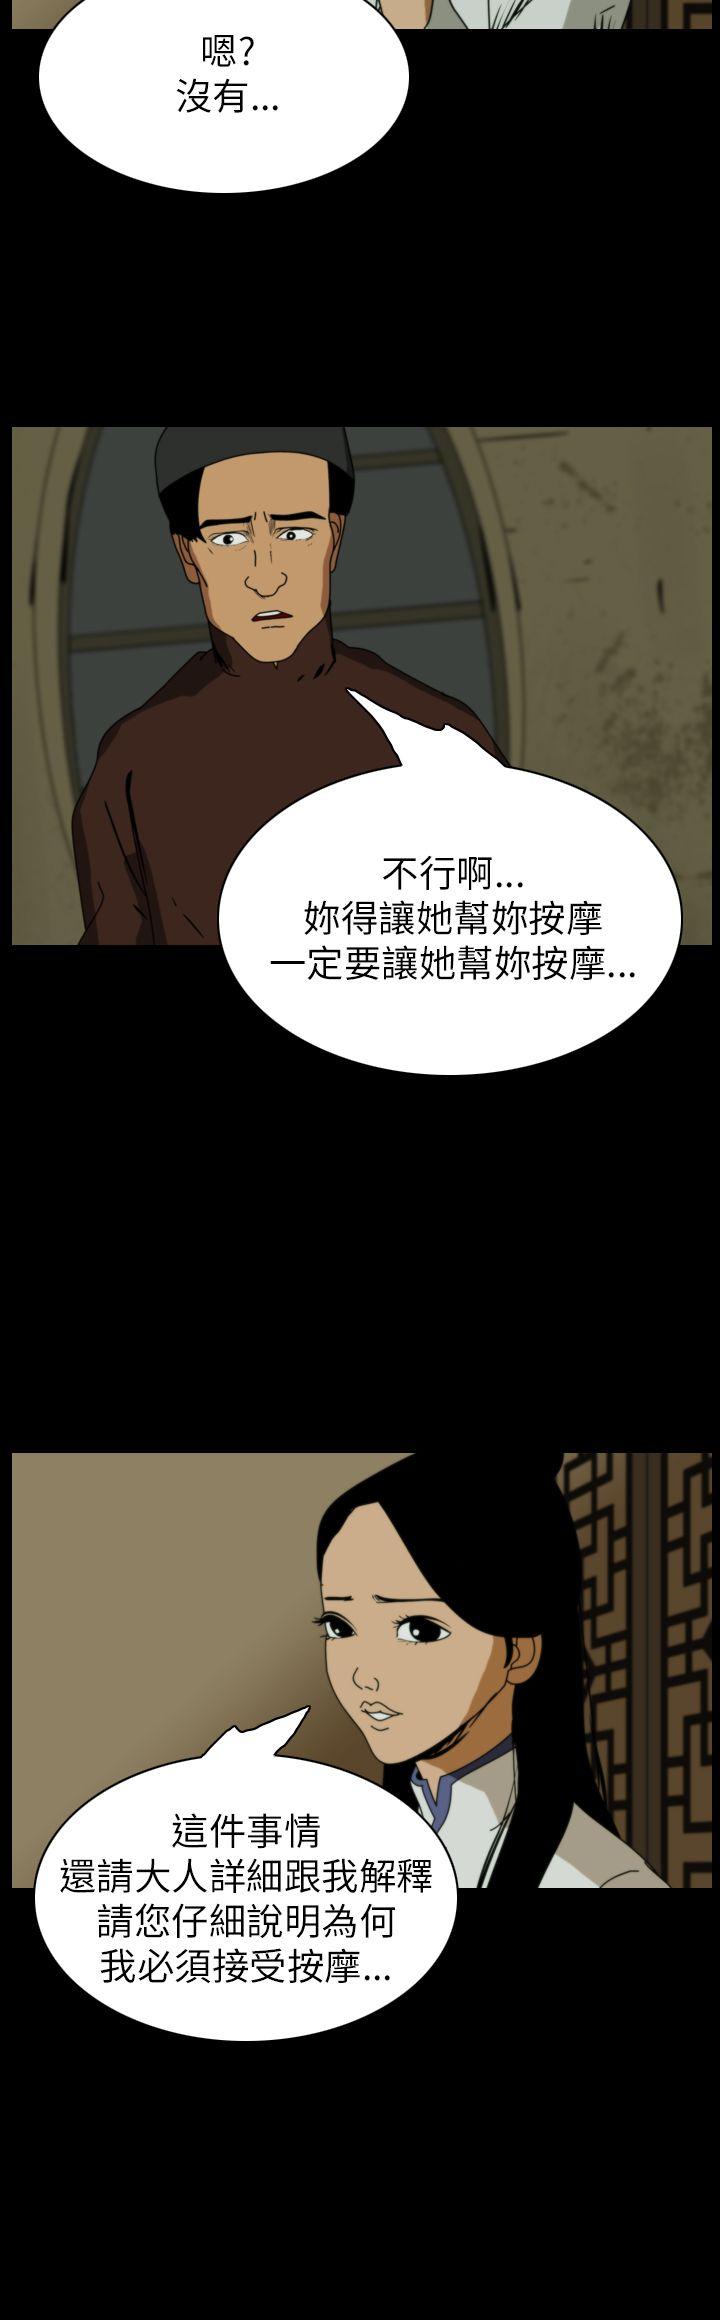 嗯?
沒有...
不行啊...
妳得讓她幫妳按摩
一定要讓她幫妳按摩...
這件事情
還請大人詳細跟我解釋
請您仔細說明為何
我必須接受按摩...